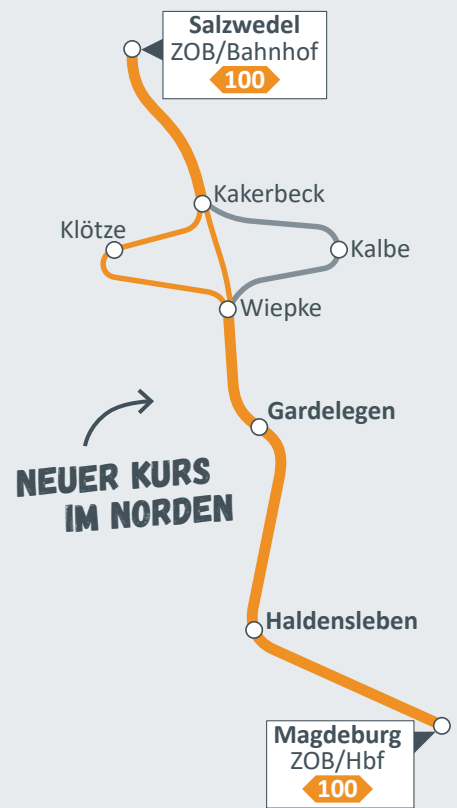 Salzwedel
ZOB/Bahnhof
100
Kakerbeck
Klötze
Kalbe
Wiepke
Gardelegen
NEUER KURS
IM NORDEN
Haldensleben
Magdeburg
ZOB/Hbf
100